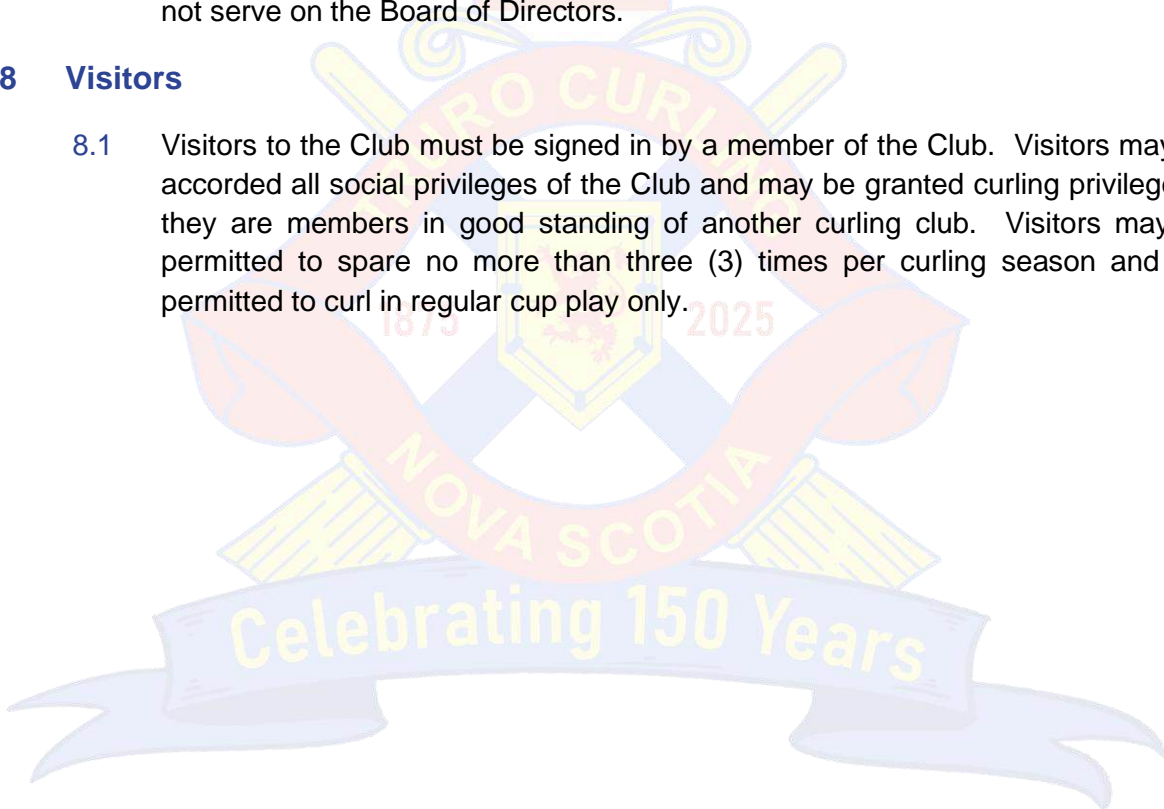 not serve on the Board of Directors.
8 Visitors
8.1 Visitors to the Club must be signed in by a member of the Club. Visitors may
accorded all social privileges of the Club and may be granted curling privilege
they are members in good standing of another curling club. Visitors may
permitted to spare no more than three (3) times per curling season and
permitted to curl in regular cup play only.
TRURO CURLING
1875 2025
NOVA SCOTIA
Celebrating 150 Years